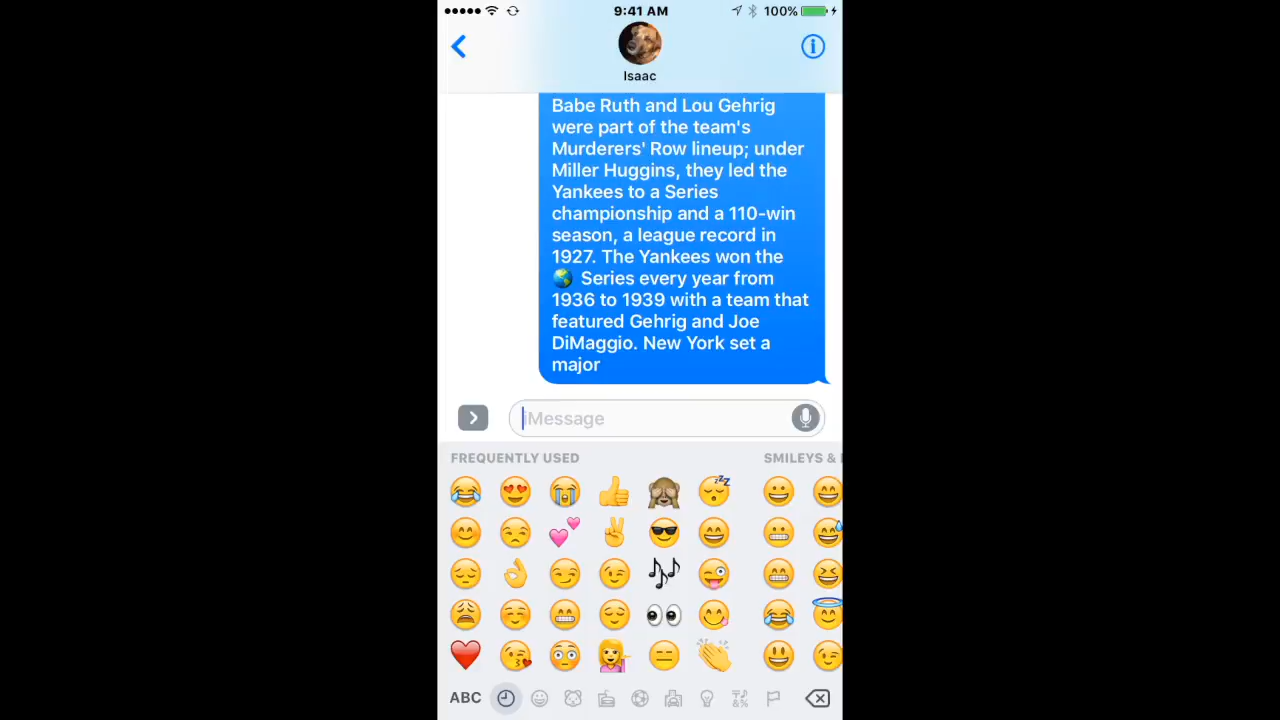 9:41 AM
100%
Isaac
Babe Ruth and Lou Gehrig
were part of the team's
Murderers' Row lineup; under
Miller Huggins, they led the
Yankees to a Series
championship and a 110-win
season, a league record in
1927. The Yankees won the
🌎 Series every year from
1936 to 1939 with a team that
featured Gehrig and Joe
DiMaggio. New York set a
major
iMessage
FREQUENTLY USED SMILEYS &
ABC